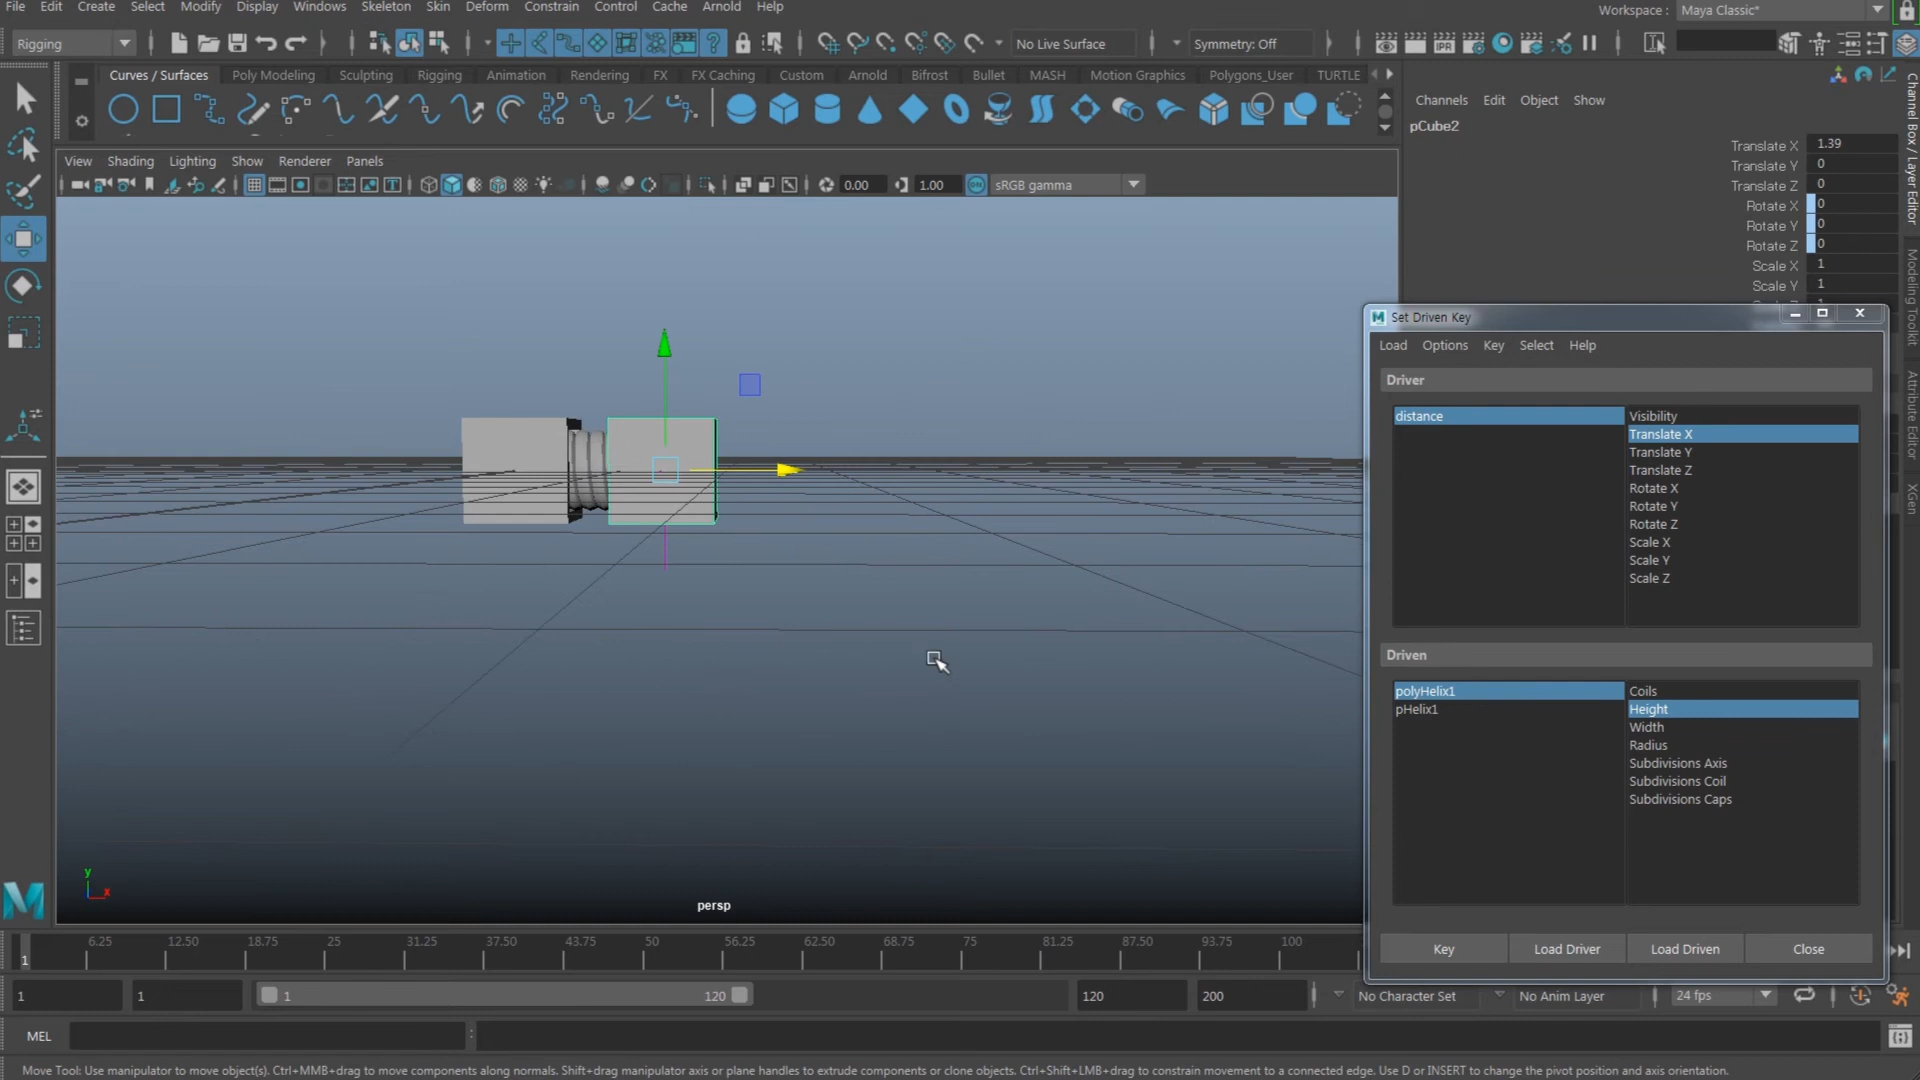 File Edit Create Select Modify Display Windows Skeleton Skin Deform Constrain Control Cache Arnold Help
Workspace : Maya Classic*
Rigging
No Live Surface
Symmetry: Off
IPR
Curves / Surfaces Poly Modeling Sculpting Rigging Animation Rendering FX FX Caching Custom Arnold Bifrost Bullet MASH Motion Graphics Polygons_User TURTLE
View Shading Lighting Show Renderer Panels
0.00 1.00 ON sRGB gamma
Channels Edit Object Show
pCube2
Translate X 1.39
Translate Y 0
Translate Z 0
Rotate X 0
Rotate Y 0
Rotate Z 0
Scale X 1
Scale Y 1
Channel Box / Layer Editor
Modeling Toolkit
Attribute Editor
XGen
Set Driven Key
Load Options Key Select Help
Driver
distance
Visibility
Translate X
Translate Y
Translate Z
Rotate X
Rotate Y
Rotate Z
Scale X
Scale Y
Scale Z
Driven
polyHelix1
pHelix1
Coils
Height
Width
Radius
Subdivisions Axis
Subdivisions Coil
Subdivisions Caps
Key Load Driver Load Driven Close
y
x
persp
1 6.25 12.50 18.75 25 31.25 37.50 43.75 50 56.25 62.50 68.75 75 81.25 87.50 93.75 100
1 1 1 120 120 200 No Character Set No Anim Layer 24 fps
MEL
Move Tool: Use manipulator to move object(s). Ctrl+MMB+drag to move components along normals. Shift+drag manipulator axis or plane handles to extrude components or clone objects. Ctrl+Shift+LMB+drag to constrain movement to a connected edge. Use D or INSERT to change the pivot position and axis orientation.